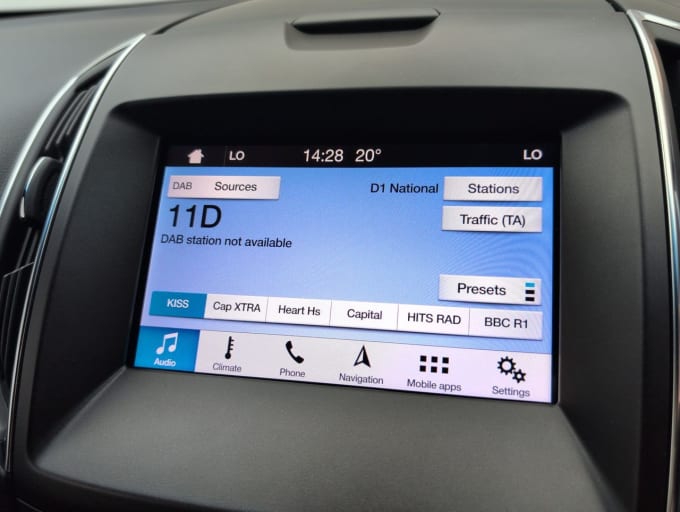 LO 14:28 20° LO
DAB Sources D1 National Stations
11D Traffic (TA)
DAB station not available
Presets
KISS Cap XTRA Heart Hs Capital HITS RAD BBC R1
Audio Climate Phone Navigation Mobile apps Settings